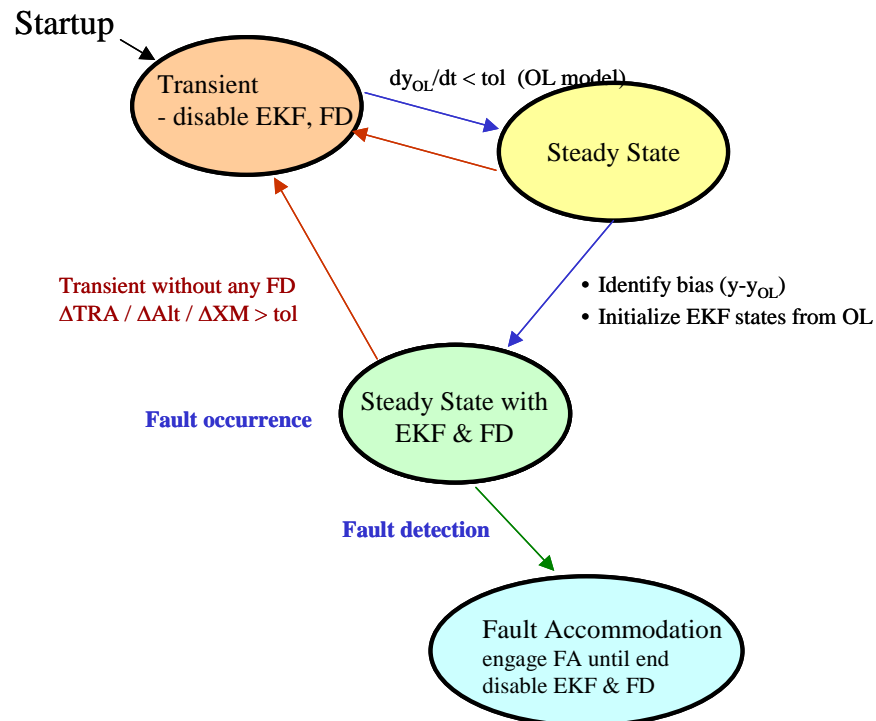 Startup
Transient
- disable EKF, FD
dyOL/dt < tol (OL model)
Steady State
Transient without any FD
ΔTRA / ΔAlt / ΔXM > tol
• Identify bias (y-yOL)
• Initialize EKF states from OL
Steady State with
EKF & FD
Fault occurrence
Fault detection
Fault Accommodation
engage FA until end
disable EKF & FD